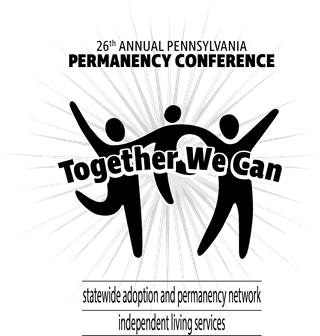 26th ANNUAL PENNSYLVANIA
PERMANENCY CONFERENCE
Together We Can
statewide adoption and permanency network
independent living services